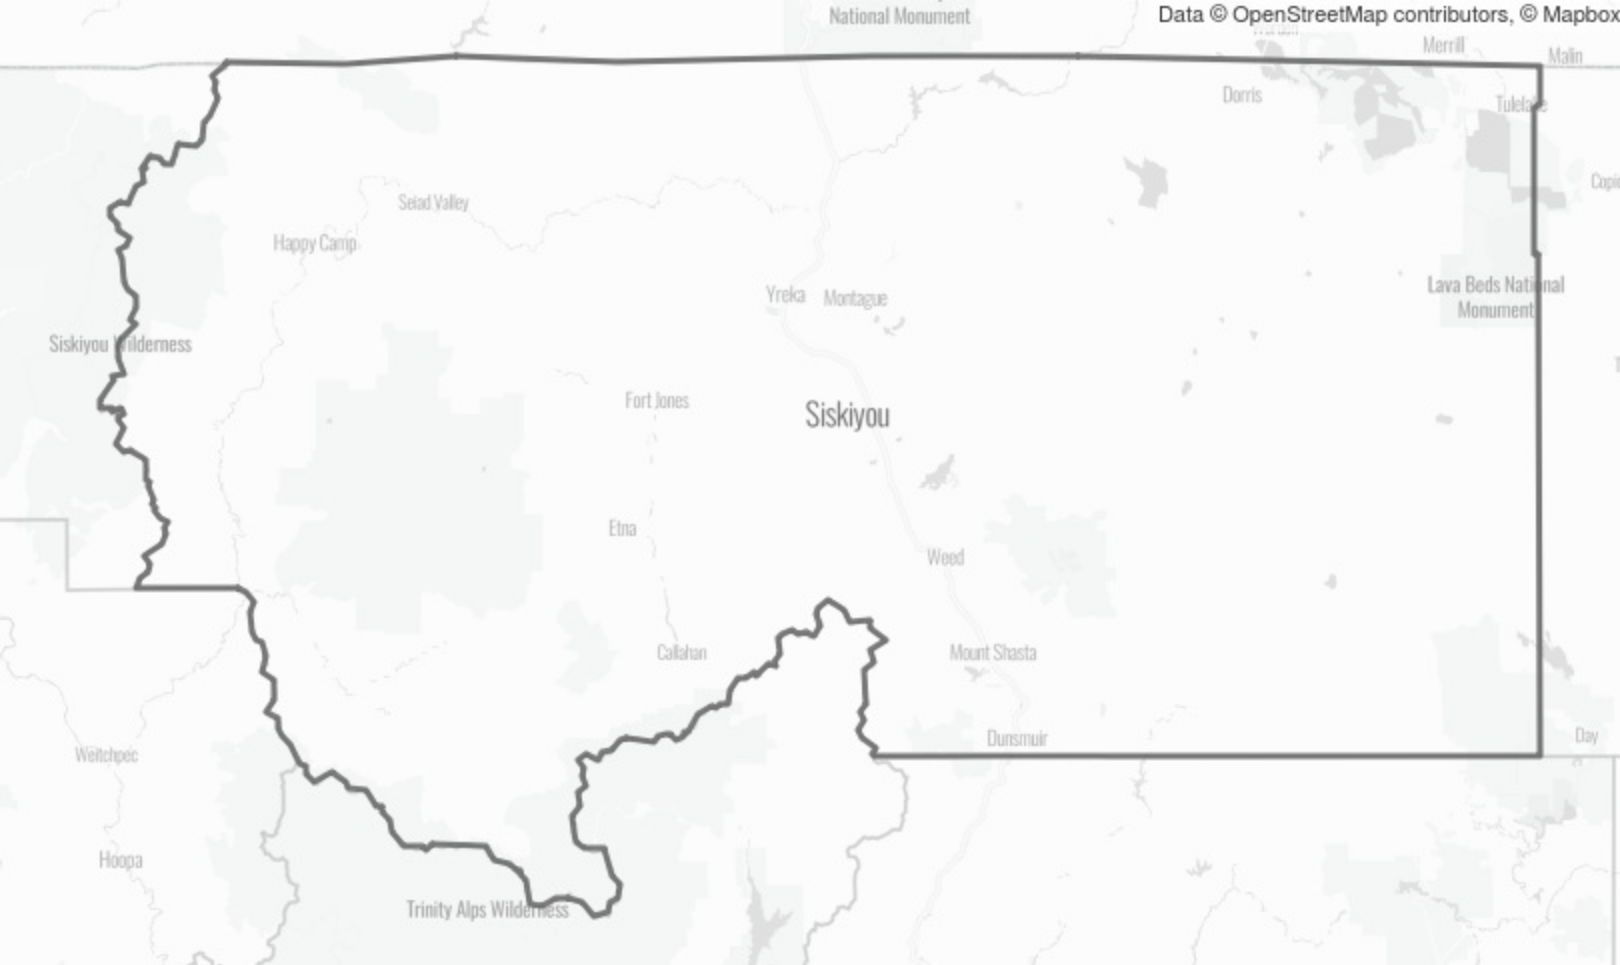 National Monument
Data © OpenStreetMap contributors, © Mapbox
Merrill
Malin
Dorris
Tulelake
Seiad Valley
Happy Camp
Lava Beds National
Monument
Yreka
Montague
Siskiyou Wilderness
Fort Jones
Siskiyou
Etna
Weed
Callahan
Mount Shasta
Dunsmuir
Day
Weitchpec
Hoopa
Trinity Alps Wilderness